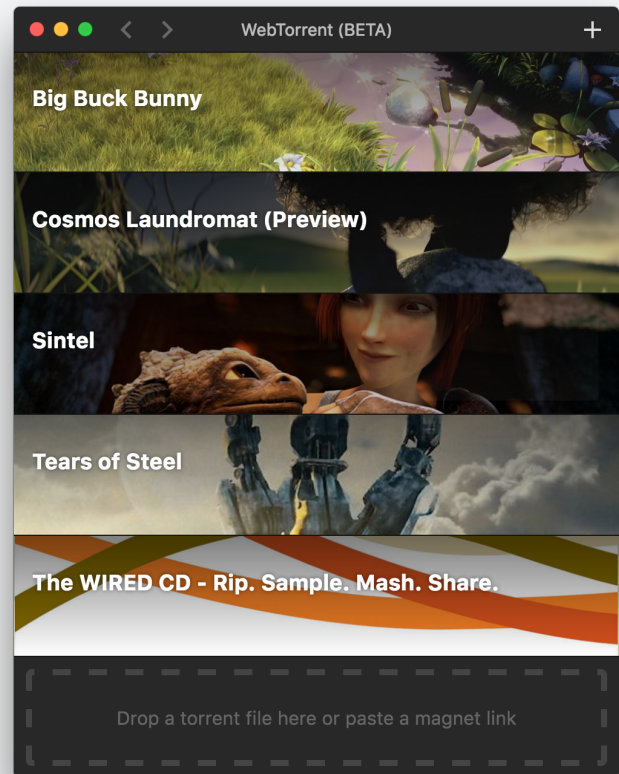 WebTorrent (BETA)
Big Buck Bunny
Cosmos Laundromat (Preview)
Sintel
Tears of Steel
The WIRED CD - Rip. Sample. Mash. Share.
Drop a torrent file here or paste a magnet link